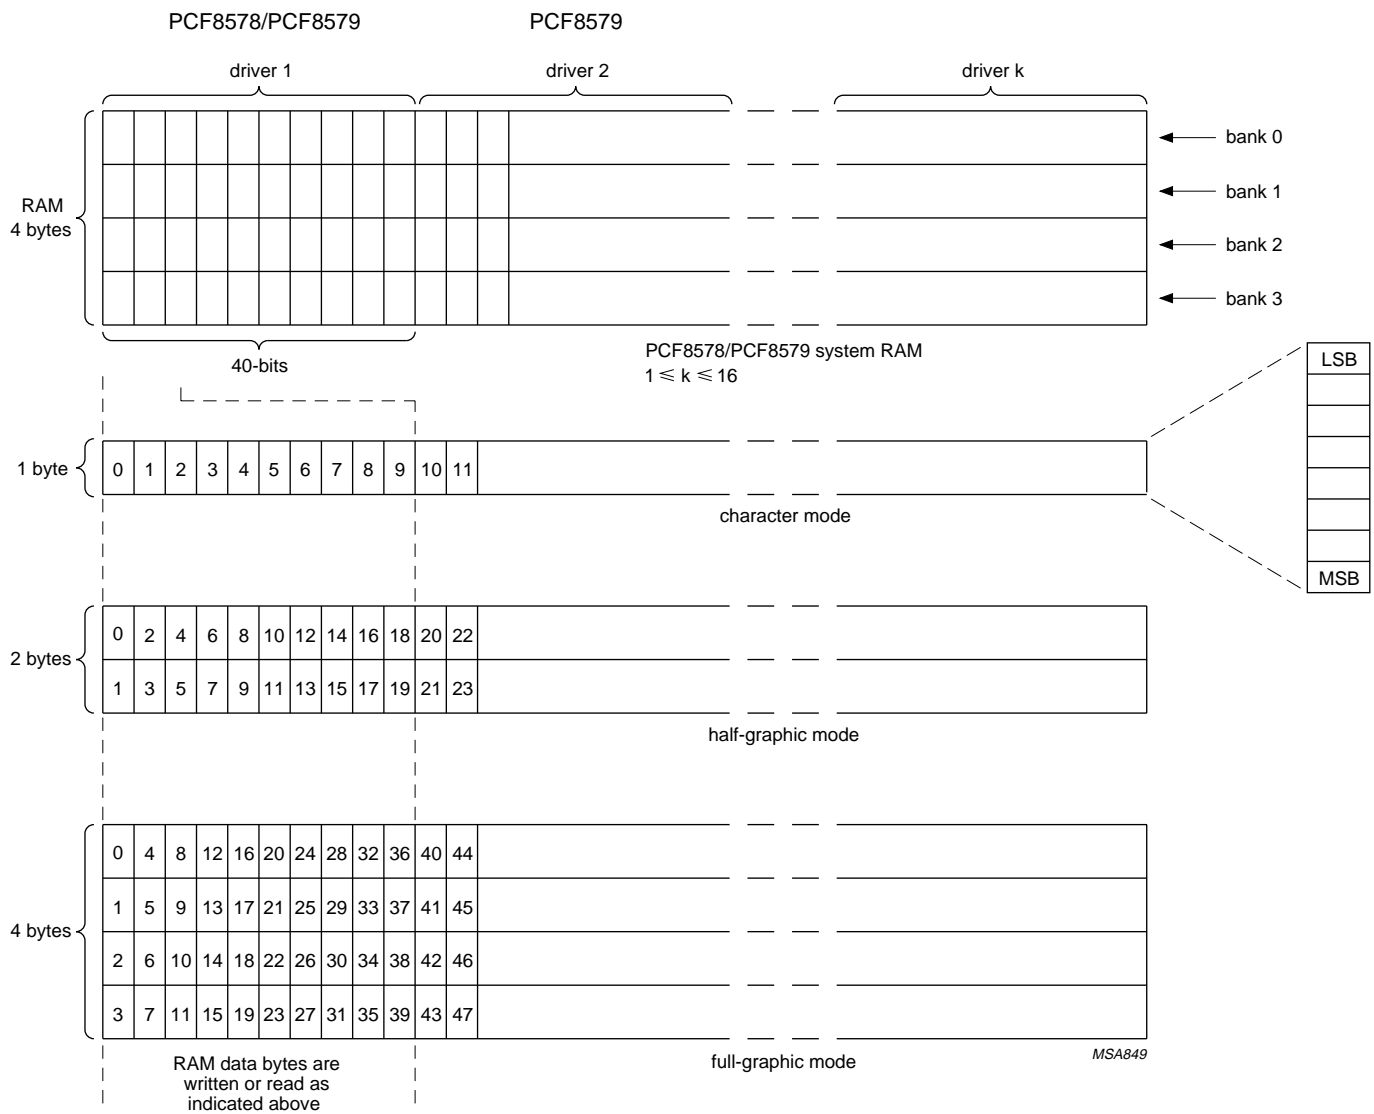 PCF8578/PCF8579 PCF8579
driver 1 driver 2 driver k
bank 0
bank 1
RAM
4 bytes
bank 2
bank 3
40-bits
PCF8578/PCF8579 system RAM
1 ≤ k ≤ 16
LSB
1 byte
0 1 2 3 4 5 6 7 8 9 10 11
character mode
MSB
2 bytes
0 2 4 6 8 10 12 14 16 18 20 22
1 3 5 7 9 11 13 15 17 19 21 23
half-graphic mode
4 bytes
0 4 8 12 16 20 24 28 32 36 40 44
1 5 9 13 17 21 25 29 33 37 41 45
2 6 10 14 18 22 26 30 34 38 42 46
3 7 11 15 19 23 27 31 35 39 43 47
full-graphic mode
MSA849
RAM data bytes are
written or read as
indicated above